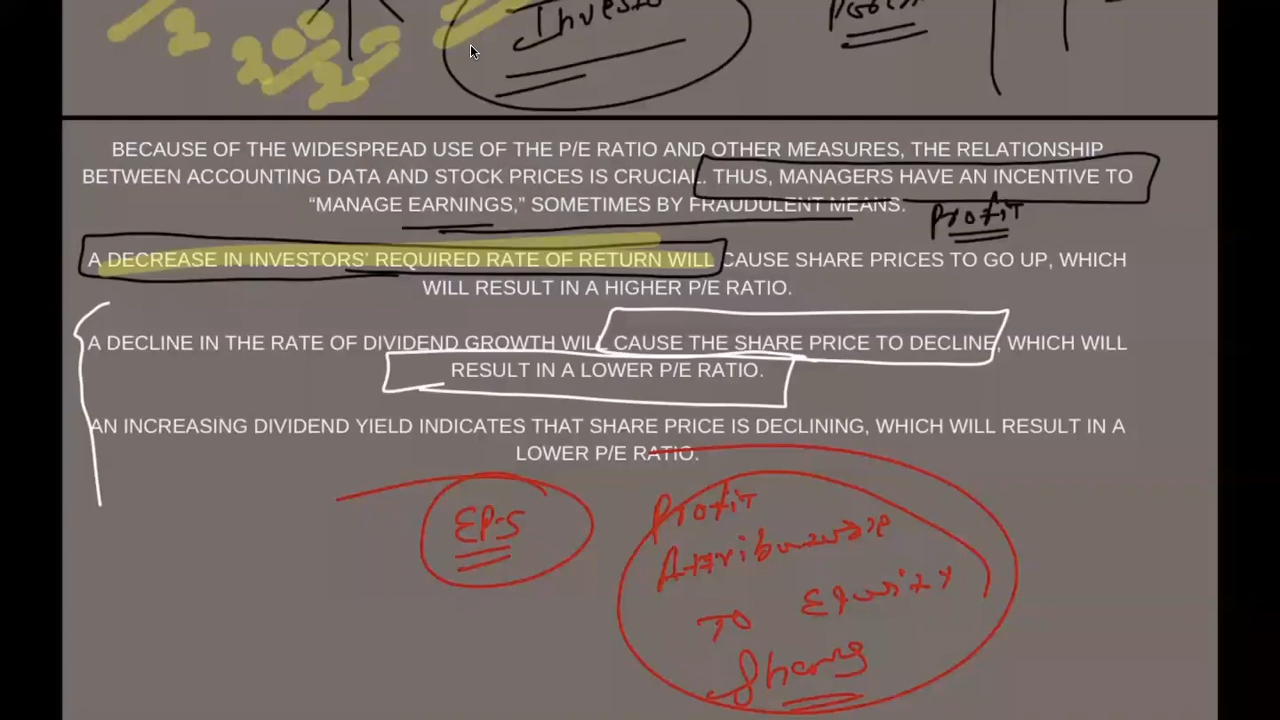 Investo
BECAUSE OF THE WIDESPREAD USE OF THE P/E RATIO AND OTHER MEASURES, THE RELATIONSHIP
BETWEEN ACCOUNTING DATA AND STOCK PRICES IS CRUCIAL. THUS, MANAGERS HAVE AN INCENTIVE TO
“MANAGE EARNINGS,” SOMETIMES BY FRAUDULENT MEANS.
Profit
A DECREASE IN INVESTORS’ REQUIRED RATE OF RETURN WILL CAUSE SHARE PRICES TO GO UP, WHICH
WILL RESULT IN A HIGHER P/E RATIO.
A DECLINE IN THE RATE OF DIVIDEND GROWTH WILL CAUSE THE SHARE PRICE TO DECLINE, WHICH WILL
RESULT IN A LOWER P/E RATIO.
AN INCREASING DIVIDEND YIELD INDICATES THAT SHARE PRICE IS DECLINING, WHICH WILL RESULT IN A
LOWER P/E RATIO.
EPS
Profit
TO Equity